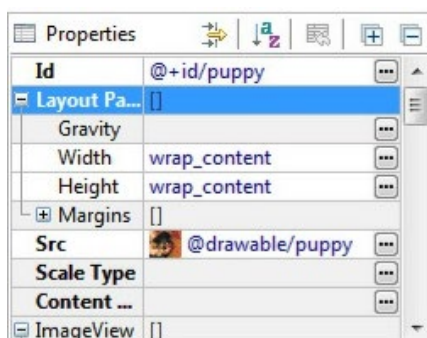 Properties
Id @+id/puppy
Layout Pa... []
Gravity
Width wrap_content
Height wrap_content
Margins []
Src @drawable/puppy
Scale Type
Content ...
ImageView []